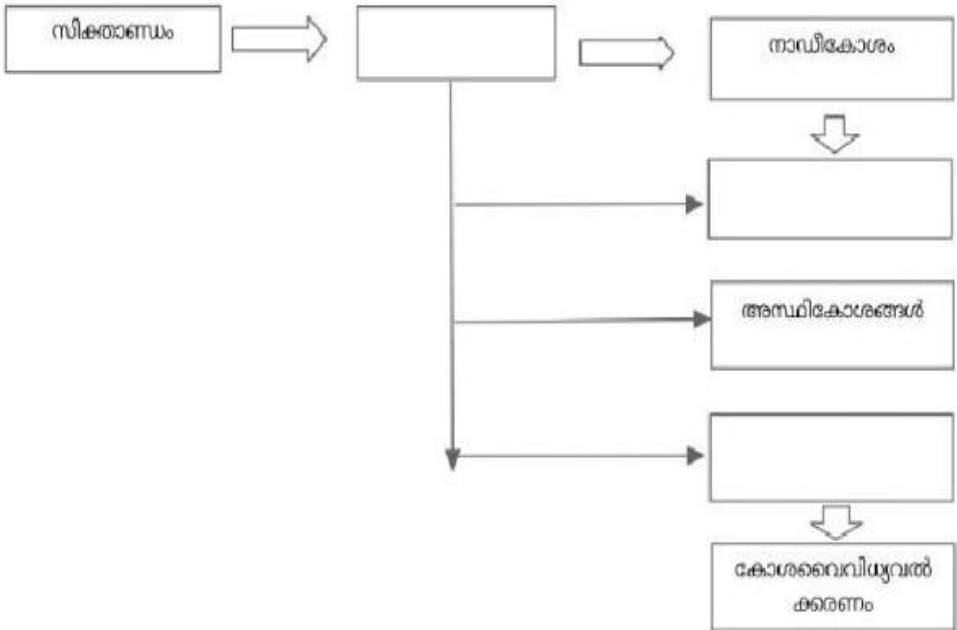 സിക്താണ്ഡം
നാഡീകോശം
അസ്ഥികോശങ്ങൾ
കോശവൈവിധ്യവൽ
ക്കരണം